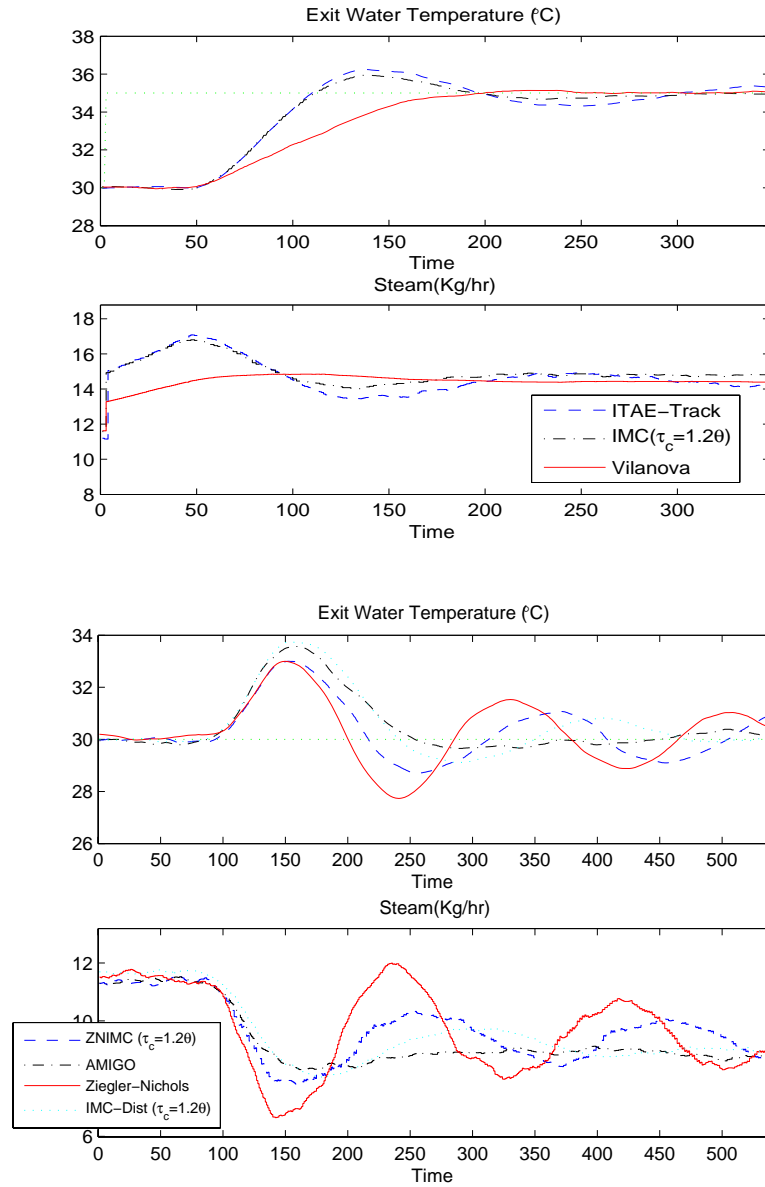 Exit Water Temperature (°C)
38
36
34
32
30
28
0 50 100 150 200 250 300
Time
Steam(Kg/hr)
18
16
14
12
10
8
0 50 100 150 200 250 300
Time
ITAE−Track
IMC(τc=1.2θ)
Vilanova
Exit Water Temperature (°C)
34
32
30
28
26
0 50 100 150 200 250 300 350 400 450 500
Time
Steam(Kg/hr)
12
10
6
0 50 100 150 200 250 300 350 400 450 500
Time
ZNIMC (τc=1.2θ)
AMIGO
Ziegler−Nichols
IMC−Dist (τc=1.2θ)